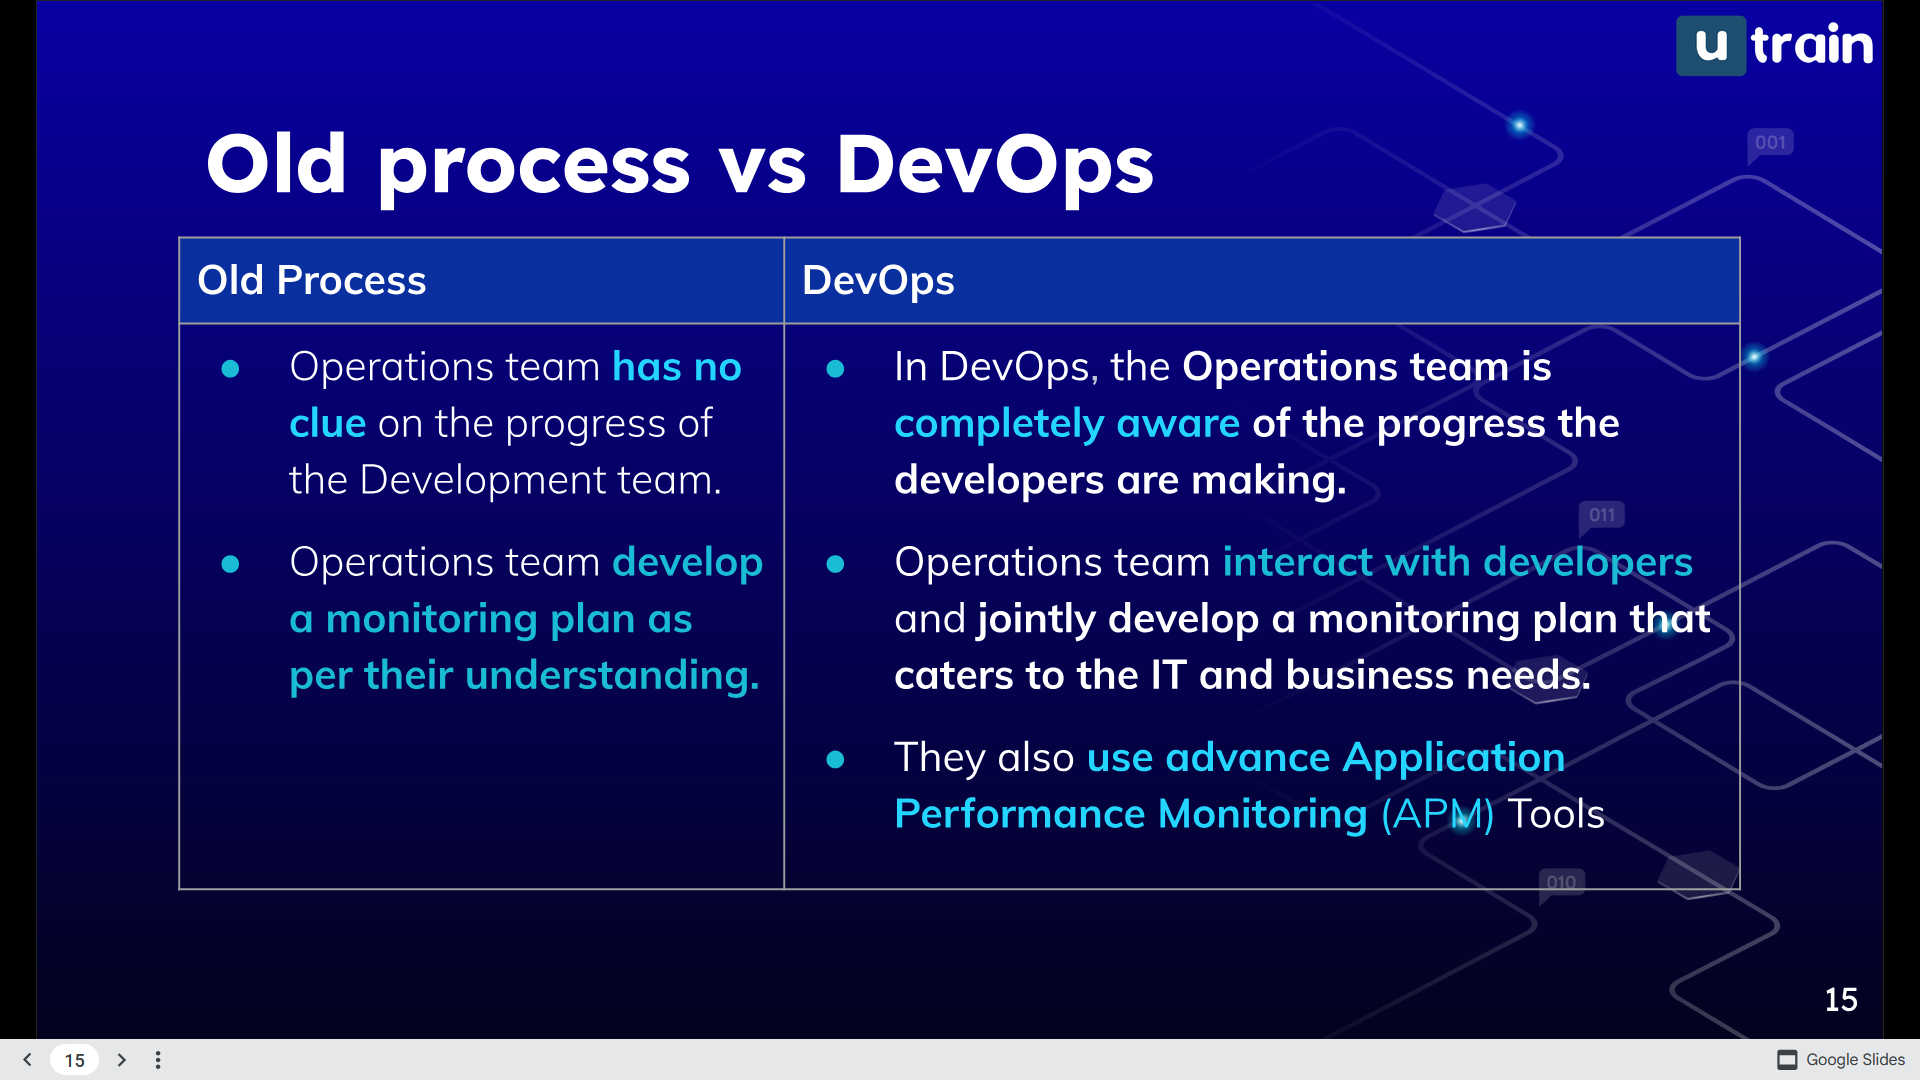 u train
001
Old process vs DevOps
Old Process
DevOps
● Operations team has no
clue on the progress of
the Development team.
● Operations team develop
a monitoring plan as
per their understanding.
● In DevOps, the Operations team is
completely aware of the progress the
developers are making.
011
● Operations team interact with developers
and jointly develop a monitoring plan that
caters to the IT and business needs.
● They also use advance Application
Performance Monitoring (APM) Tools
010
15
15
Google Slides